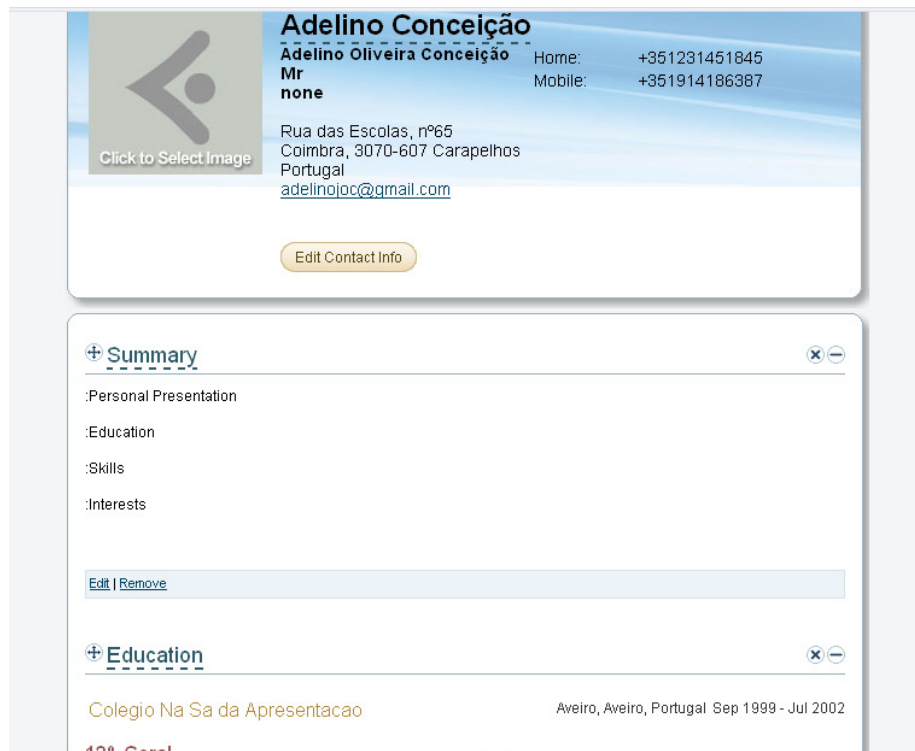 Adelino Conceição
Adelino Oliveira Conceição
Mr
none
Home: +351231451845
Mobile: +351914186387
Rua das Escolas, nº65
Coimbra, 3070-607 Carapelhos
Portugal
adelinojoc@gmail.com
Click to Select Image
Edit Contact Info
Summary
:Personal Presentation
:Education
:Skills
:Interests
Edit | Remove
Education
Colegio Na Sa da Apresentacao
Aveiro, Aveiro, Portugal Sep 1999 - Jul 2002